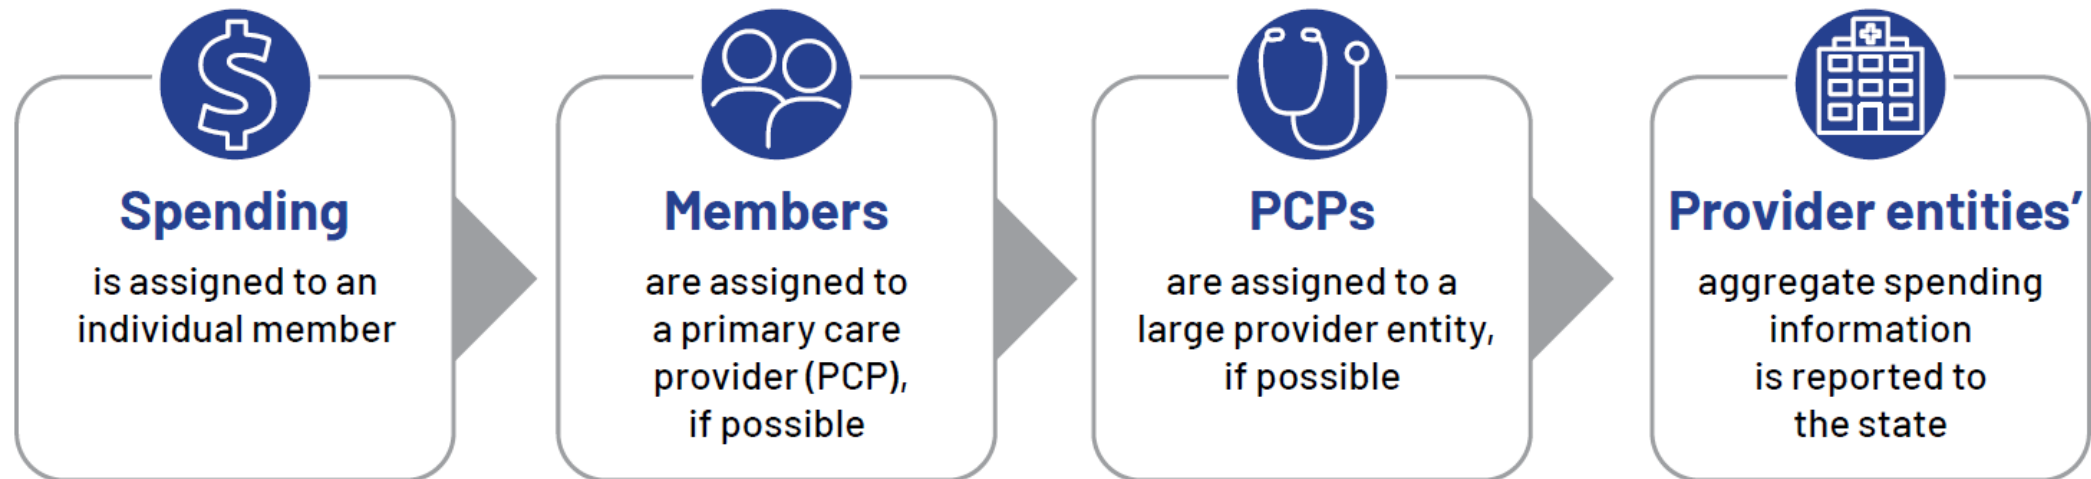 Spending
is assigned to an
individual member
Members
are assigned to
a primary care
provider (PCP),
if possible
PCPs
are assigned to a
large provider entity,
if possible
Provider entities’
aggregate spending
information
is reported to
the state